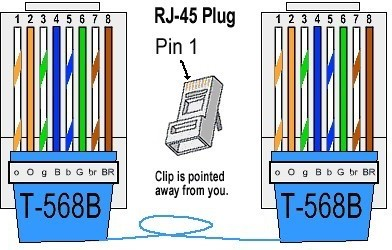 RJ-45 Plug
Pin 1
Clip is pointed
away from you.
1 2 3 4 5 6 7 8
o O g B b G br BR
T-568B
1 2 3 4 5 6 7 8
o O g B b G br BR
T-568B